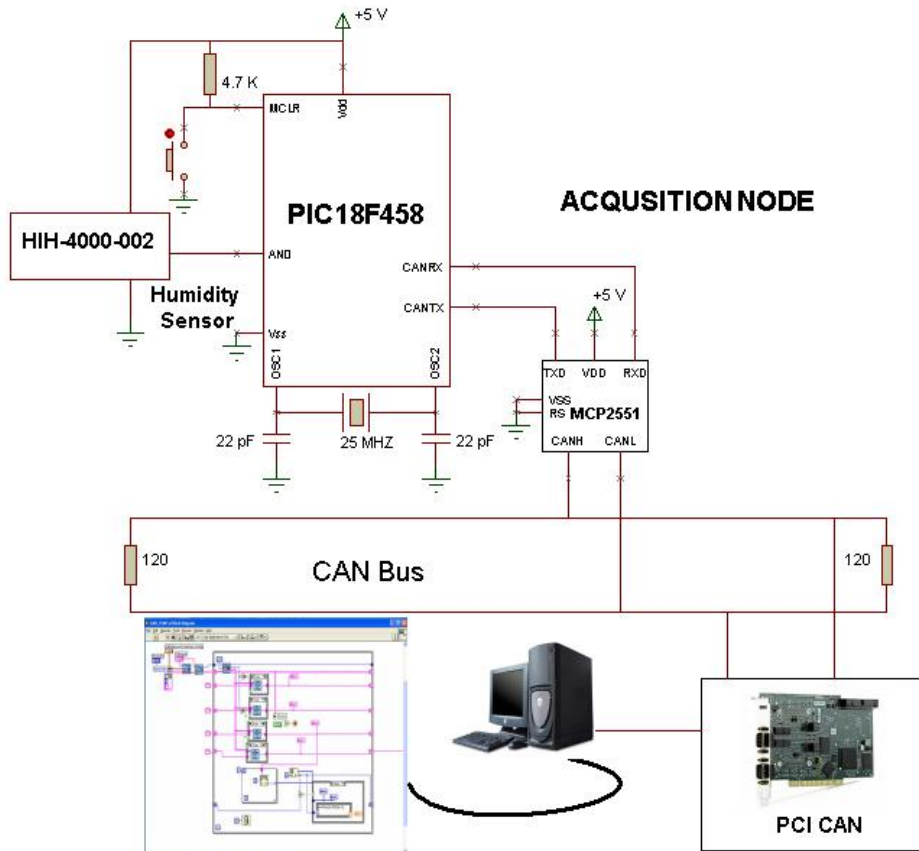 +5 V
4.7 K
MCLR
Vdd
PIC18F458
ACQUSITION NODE
HIH-4000-002
AN0
CANRX
Humidity
Sensor
CANTX
+5 V
Vss
OSC1
OSC2
TXD VDD RXD
VSS
RS
MCP2551
CANH CANL
22 pF
25 MHZ
22 pF
120
CAN Bus
120
PCI CAN